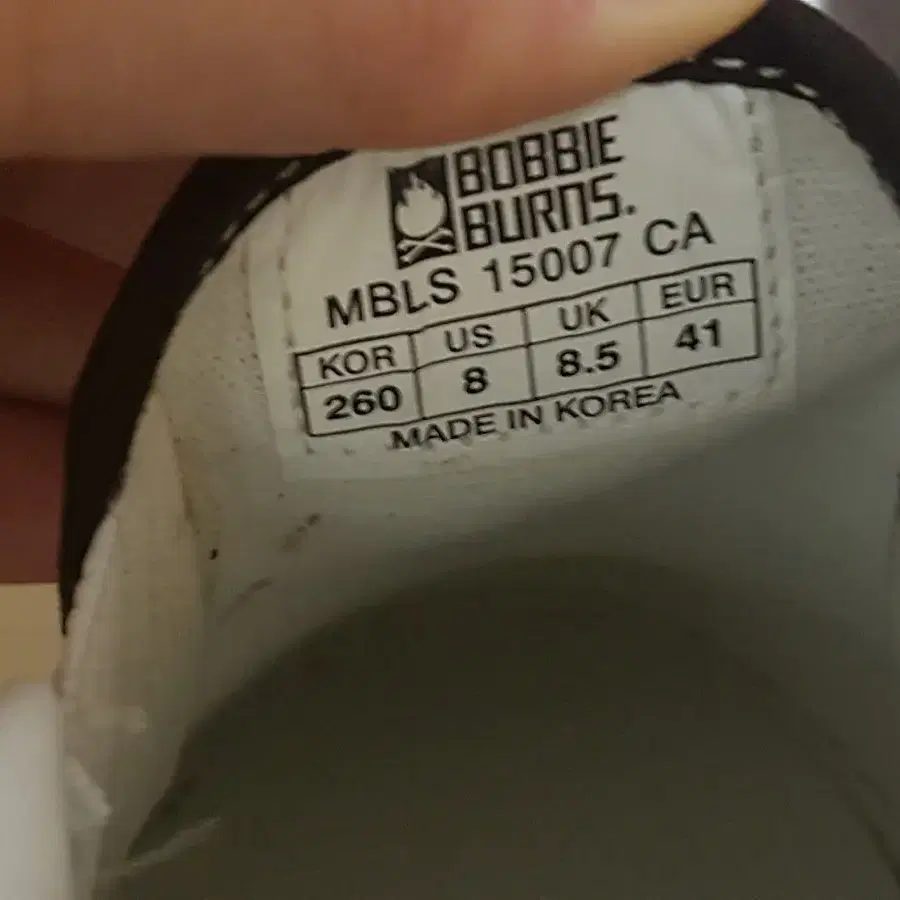 BOBBIE
BURNS.
MBLS 15007 CA
KOR US UK EUR
260 8 8.5 41
MADE IN KOREA